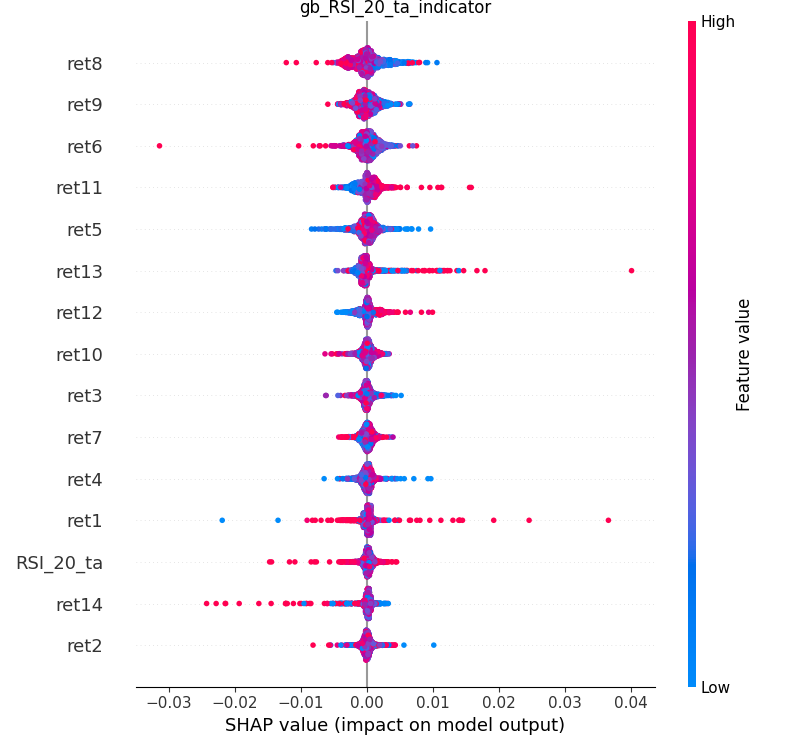 gb_RSI_20_ta_indicator
High
ret8
ret9
ret6
ret11
ret5
ret13
ret12
ret10
ret3
ret7
ret4
ret1
RSI_20_ta
ret14
ret2
Feature value
Low
−0.03 −0.02 −0.01 0.00 0.01 0.02 0.03 0.04
SHAP value (impact on model output)